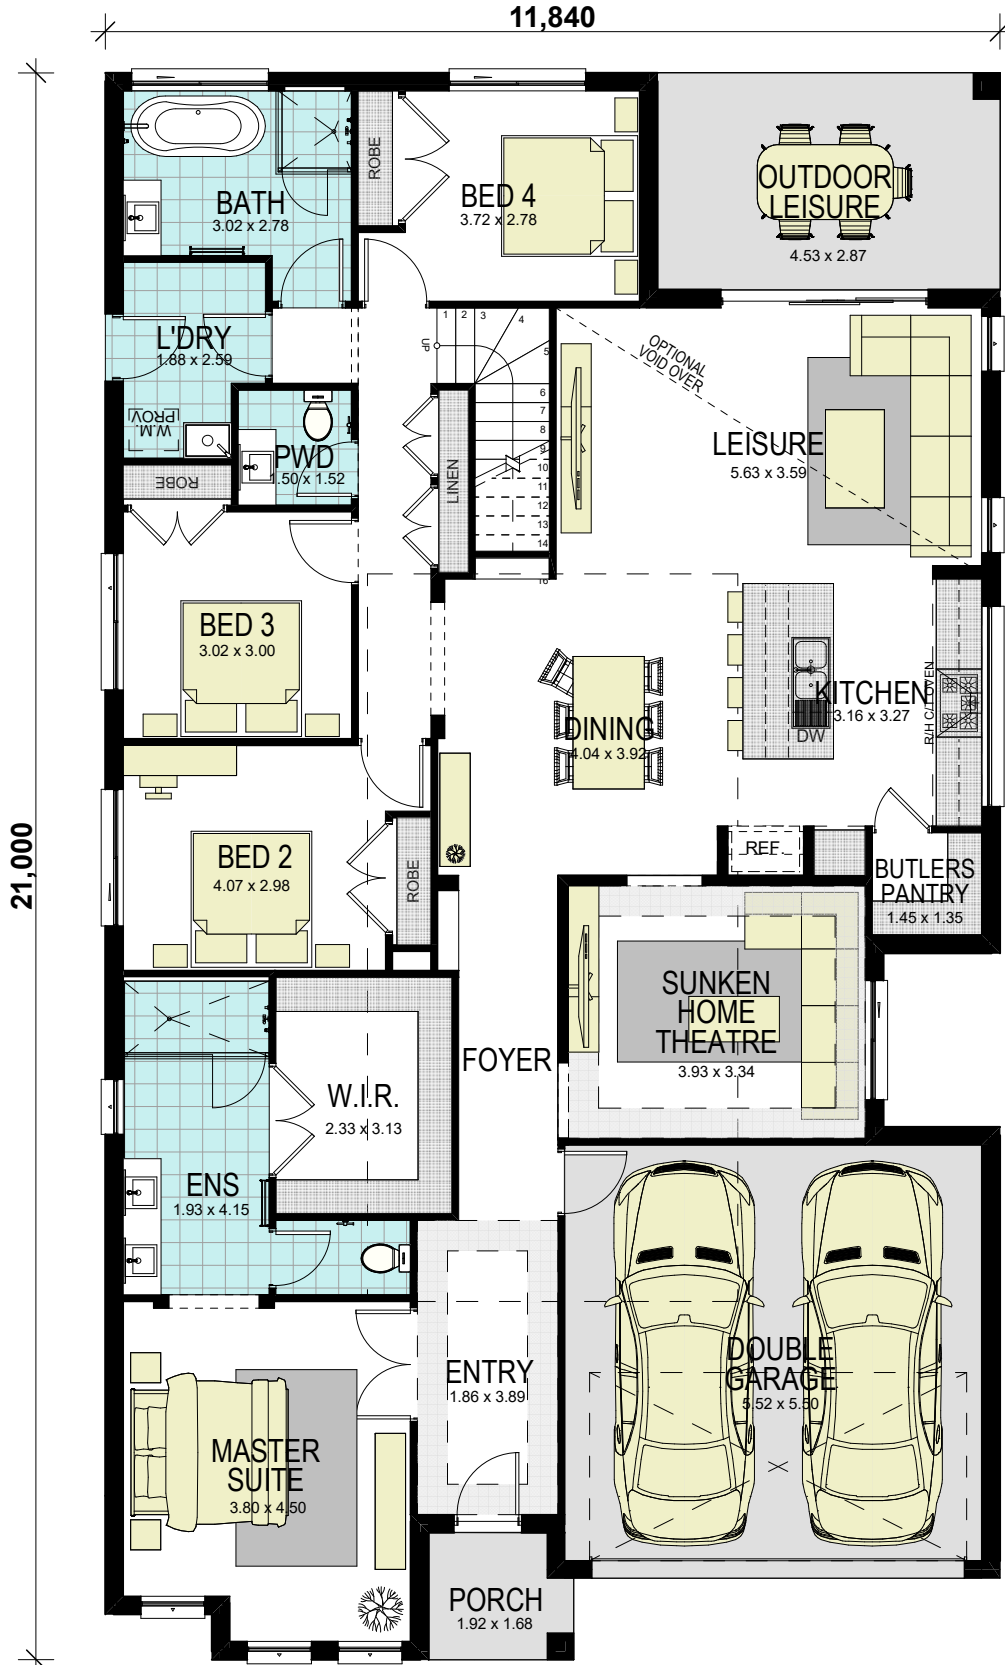 11,840
21,000
BATH
3.02 x 2.78
ROBE
BED 4
3.72 x 2.78
OUTDOOR
LEISURE
4.53 x 2.87
L'DRY
1.88 x 2.59
W.M.
PROV.
PWD
1.50 x 1.52
ROBE
UP
1
2
3
4
5
6
7
8
9
10
11
12
13
14
16
LINEN
OPTIONAL
VOID OVER
LEISURE
5.63 x 3.59
BED 3
3.02 x 3.00
DINING
4.04 x 3.92
KITCHEN
3.16 x 3.27
DW
R/H C/T OVEN
BED 2
4.07 x 2.98
ROBE
REF.
BUTLERS
PANTRY
1.45 x 1.35
SUNKEN
HOME
THEATRE
3.93 x 3.34
FOYER
W.I.R.
2.33 x 3.13
ENS
1.93 x 4.15
ENTRY
1.86 x 3.89
DOUBLE
GARAGE
5.52 x 5.50
MASTER
SUITE
3.80 x 4.50
PORCH
1.92 x 1.68